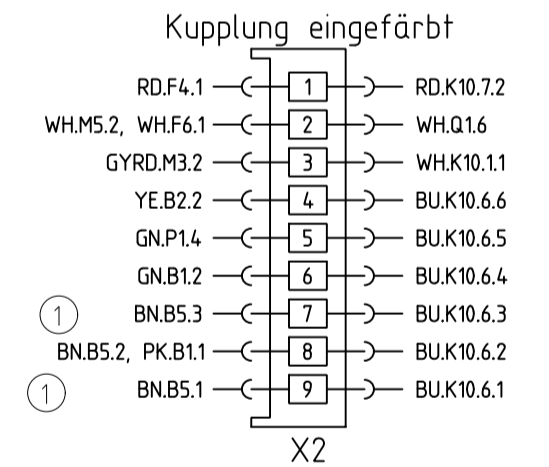 Kupplung eingefärbt
RD.F4.1 1 RD.K10.7.2
WH.M5.2, WH.F6.1 2 WH.Q1.6
GYRD.M3.2 3 WH.K10.1.1
YE.B2.2 4 BU.K10.6.6
GN.P1.4 5 BU.K10.6.5
GN.B1.2 6 BU.K10.6.4
1 BN.B5.3 7 BU.K10.6.3
BN.B5.2, PK.B1.1 8 BU.K10.6.2
1 BN.B5.1 9 BU.K10.6.1
X2